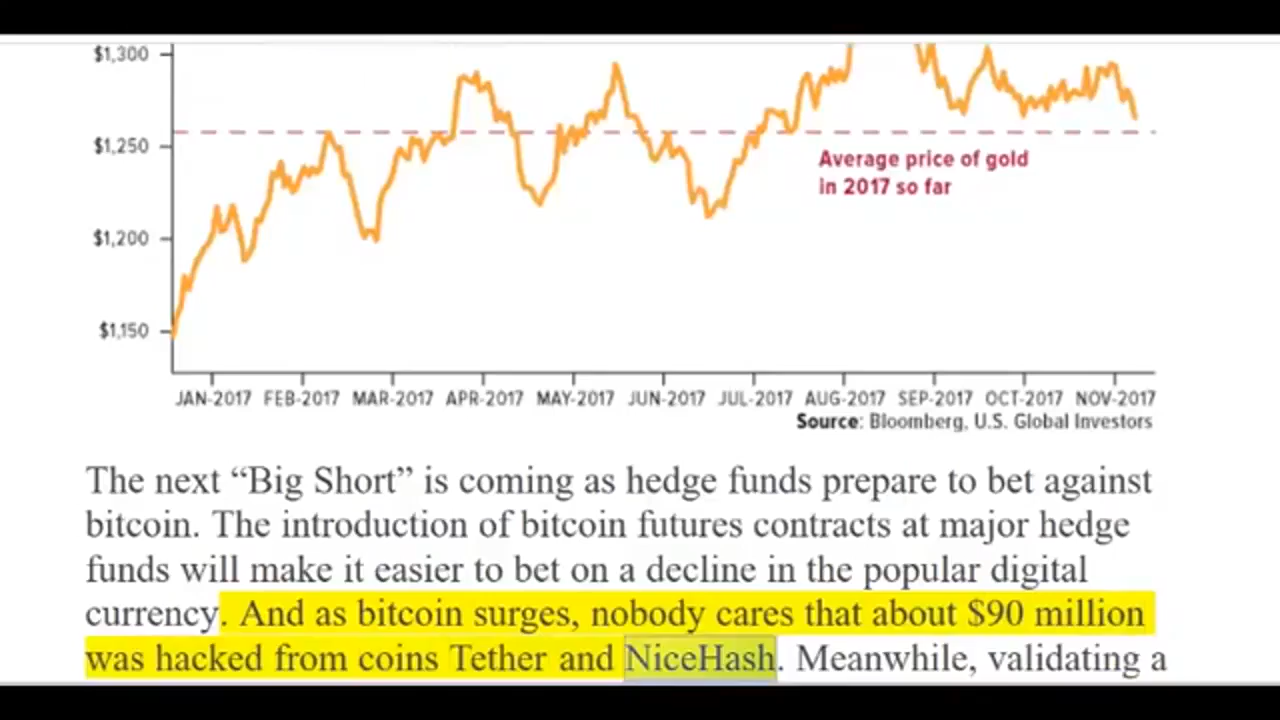 $1,300
$1,250
$1,200
$1,150
Average price of gold
in 2017 so far
JAN-2017 FEB-2017 MAR-2017 APR-2017 MAY-2017 JUN-2017 JUL-2017 AUG-2017 SEP-2017 OCT-2017 NOV-2017
Source: Bloomberg, U.S. Global Investors
The next “Big Short” is coming as hedge funds prepare to bet against
bitcoin. The introduction of bitcoin futures contracts at major hedge
funds will make it easier to bet on a decline in the popular digital
currency. And as bitcoin surges, nobody cares that about $90 million
was hacked from coins Tether and NiceHash. Meanwhile, validating a